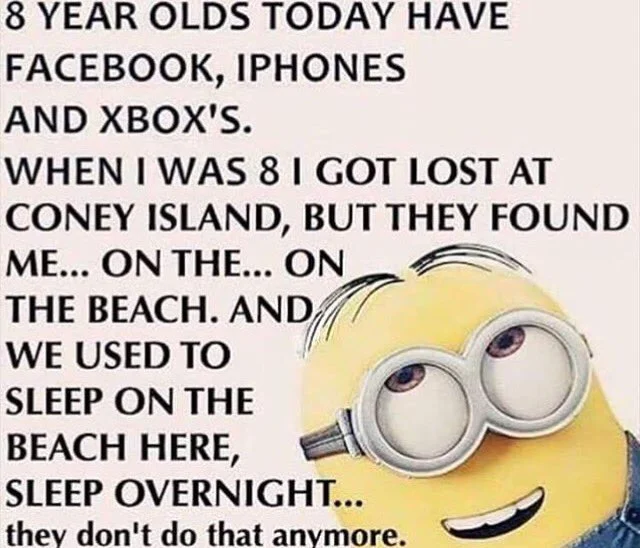 8 YEAR OLDS TODAY HAVE
FACEBOOK, IPHONES
AND XBOX'S.
WHEN I WAS 8 I GOT LOST AT
CONEY ISLAND, BUT THEY FOUND
ME... ON THE... ON
THE BEACH. AND
WE USED TO
SLEEP ON THE
BEACH HERE,
SLEEP OVERNIGHT...
they don't do that anymore.